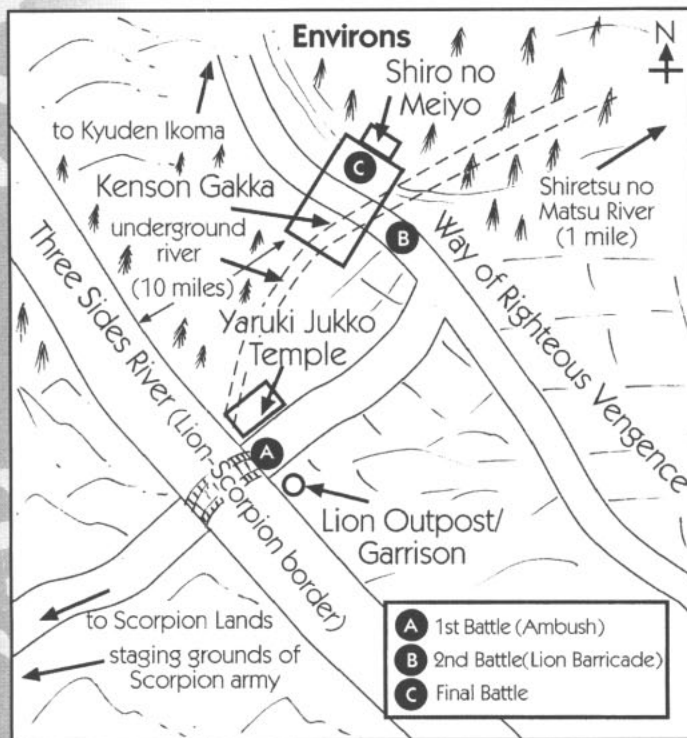 Environs
N
Shiro no
Meiyo
to Kyuden Ikoma
C
Kenson Gakka
Shiretsu no
Matsu River
(1 mile)
underground
river
B
(10 miles)
Way of Righteous Vengence
Three Sides River (Lion-Scorpion border)
Yaruki Jukko
Temple
A
Lion Outpost/
Garrison
to Scorpion Lands
staging grounds of
Scorpion army
A 1st Battle (Ambush)
B 2nd Battle(Lion Barricade)
C Final Battle